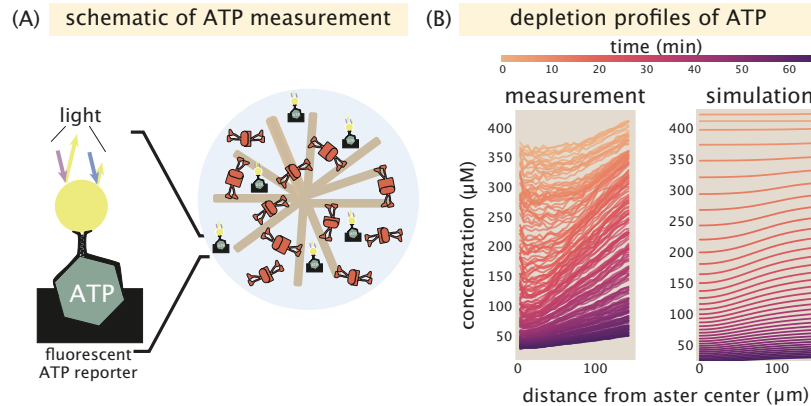 (A) schematic of ATP measurement
light
ATP
fluorescent
ATP reporter
(B) depletion profiles of ATP
time (min)
0 10 20 30 40 50 60
measurement simulation
concentration (µM)
400
350
300
250
200
150
100
50
0 100
400
350
300
250
200
150
100
50
100
distance from aster center (µm)